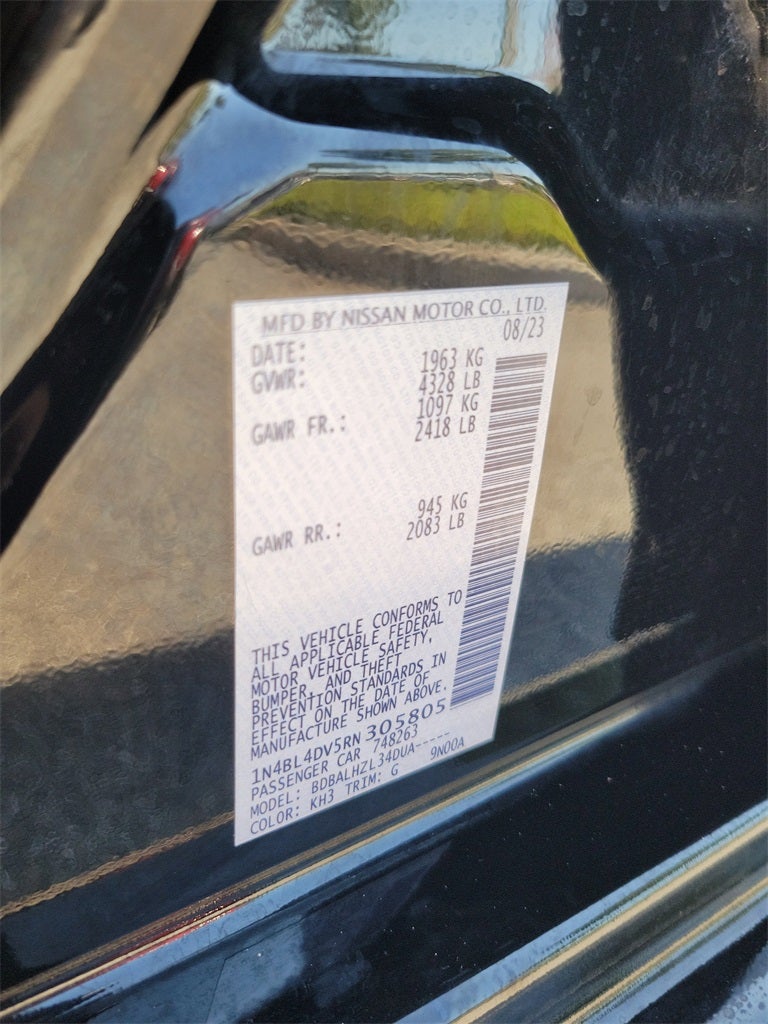 MFD BY NISSAN MOTOR CO., LTD.
DATE: 08/23
GVWR: 1963 KG
4328 LB
GAWR FR.: 1097 KG
2418 LB
GAWR RR.: 945 KG
2083 LB
THIS VEHICLE CONFORMS TO
ALL APPLICABLE FEDERAL
MOTOR VEHICLE SAFETY,
BUMPER, AND THEFT
PREVENTION STANDARDS IN
EFFECT ON THE DATE OF
MANUFACTURE SHOWN ABOVE.
1N4BL4DV5RN305805
PASSENGER CAR 748263
MODEL: BDBALHZL34DUA-----
COLOR: KH3 TRIM: G 9N00A